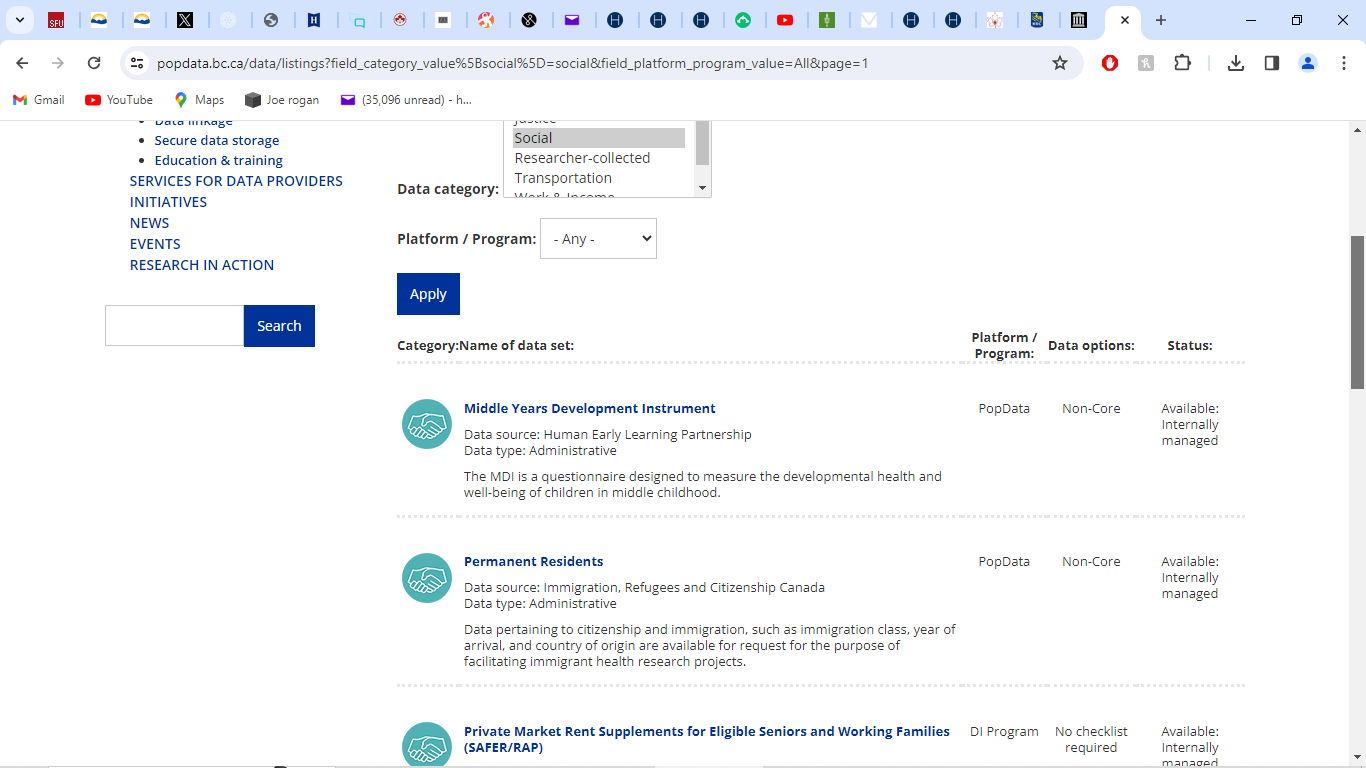 SFU
H
X
H
RBC
popdata.bc.ca/data/listings?field_category_value%5Bsocial%5D=social&field_platform_program_value=All&page=1
Gmail
YouTube
Maps
Joe rogan
(35,096 unread) - h...
Data linkage
Secure data storage
Education & training
SERVICES FOR DATA PROVIDERS
INITIATIVES
NEWS
EVENTS
RESEARCH IN ACTION
Search
Justice
Social
Researcher-collected
Transportation
Work & Income
Data category:
Platform / Program: - Any -
Apply
Category: Name of data set: Platform / Program: Data options: Status:
Middle Years Development Instrument
Data source: Human Early Learning Partnership
Data type: Administrative
The MDI is a questionnaire designed to measure the developmental health and
well-being of children in middle childhood.
PopData
Non-Core
Available:
Internally
managed
Permanent Residents
Data source: Immigration, Refugees and Citizenship Canada
Data type: Administrative
Data pertaining to citizenship and immigration, such as immigration class, year of
arrival, and country of origin are available for request for the purpose of
facilitating immigrant health research projects.
PopData
Non-Core
Available:
Internally
managed
Private Market Rent Supplements for Eligible Seniors and Working Families
(SAFER/RAP)
DI Program
No checklist
required
Available:
Internally
managed